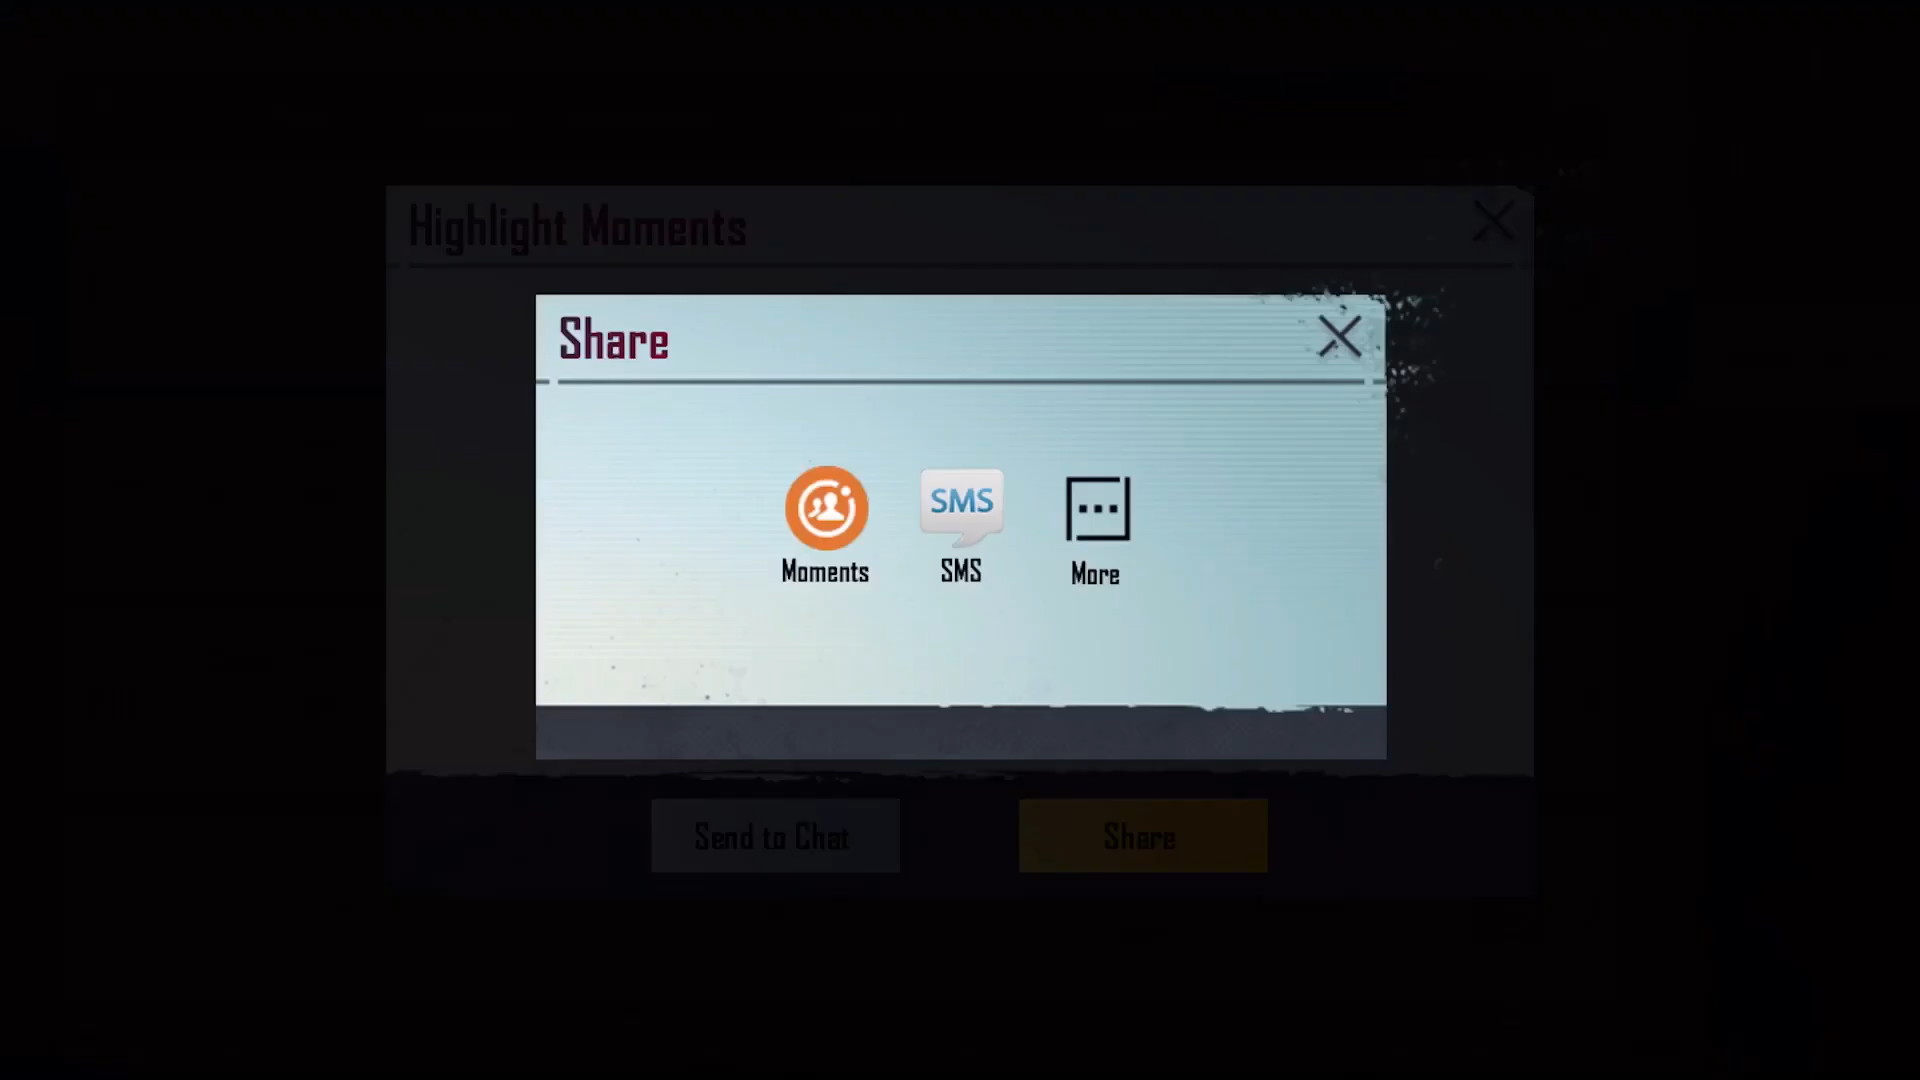 Highlight Moments
Share
SMS
Moments
SMS
More
Send to Chat
Share